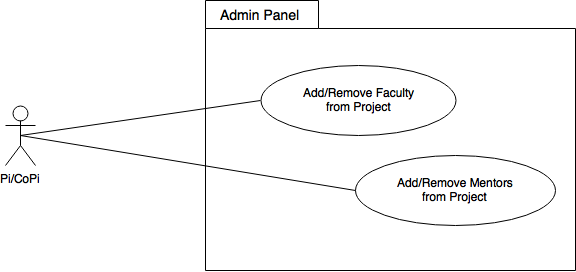 Admin Panel
Add/Remove Faculty
from Project
Pi/CoPi
Add/Remove Mentors
from Project